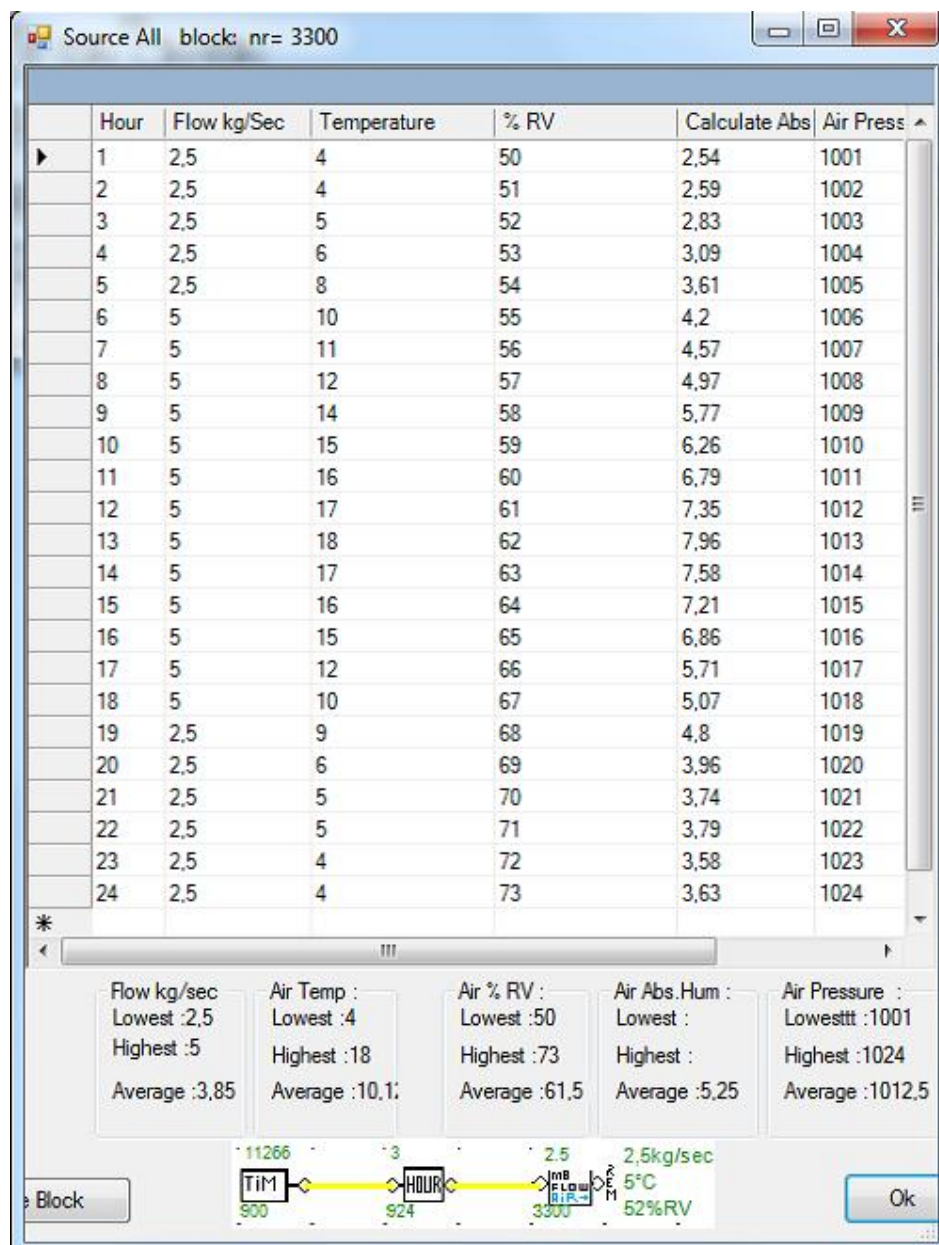 Source All block: nr= 3300
Hour Flow kg/Sec Temperature % RV Calculate Abs Air Press
1 2,5 4 50 2,54 1001
2 2,5 4 51 2,59 1002
3 2,5 5 52 2,83 1003
4 2,5 6 53 3,09 1004
5 2,5 8 54 3,61 1005
6 5 10 55 4,2 1006
7 5 11 56 4,57 1007
8 5 12 57 4,97 1008
9 5 14 58 5,77 1009
10 5 15 59 6,26 1010
11 5 16 60 6,79 1011
12 5 17 61 7,35 1012
13 5 18 62 7,96 1013
14 5 17 63 7,58 1014
15 5 16 64 7,21 1015
16 5 15 65 6,86 1016
17 5 12 66 5,71 1017
18 5 10 67 5,07 1018
19 2,5 9 68 4,8 1019
20 2,5 6 69 3,96 1020
21 2,5 5 70 3,74 1021
22 2,5 5 71 3,79 1022
23 2,5 4 72 3,58 1023
24 2,5 4 73 3,63 1024
Flow kg/sec Air Temp : Air % RV : Air Abs.Hum : Air Pressure :
Lowest :2,5 Lowest :4 Lowest :50 Lowest : Lowesttt :1001
Highest :5 Highest :18 Highest :73 Highest : Highest :1024
Average :3,85 Average :10,1 Average :61,5 Average :5,25 Average :1012,5
11266 3 2.5 2,5kg/sec
TiM HOUR mB FLOW AiR REM 5°C
900 924 3300 52%RV
e Block Ok